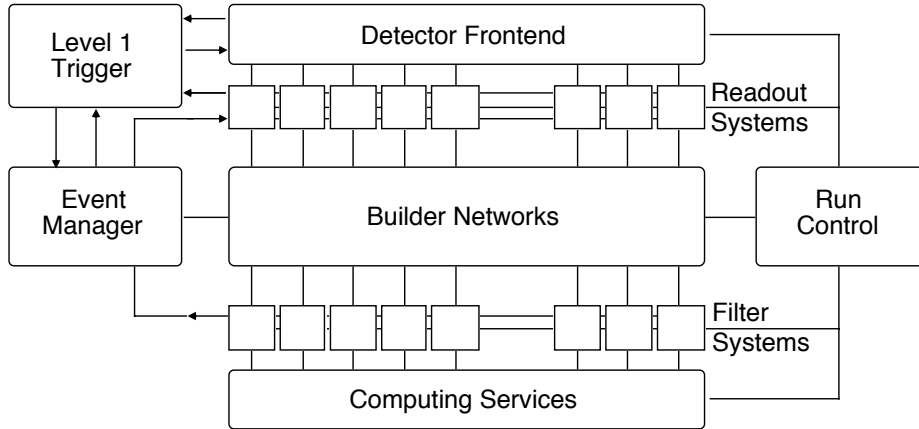 Level 1
Trigger
Detector Frontend
Readout
Systems
Event
Manager
Builder Networks
Run
Control
Filter
Systems
Computing Services